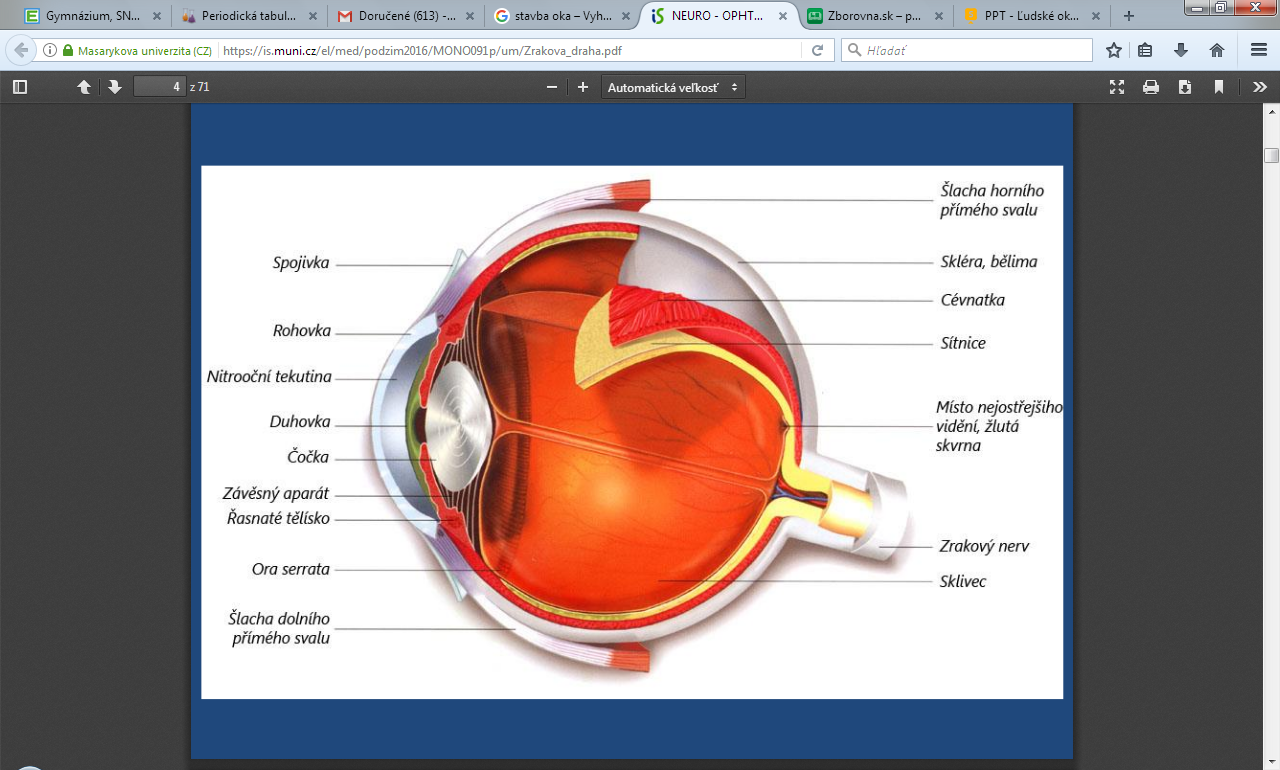 Gymnázium, SN...
Periodická tabul...
Doručené (613) -...
stavba oka – Vyh...
NEURO - OPHT...
Zborovna.sk – p...
PPT - Ľudské ok...
Masarykova univerzita (CZ)
https://is.muni.cz/el/med/podzim2016/MONO091p/um/Zrakova_draha.pdf
Hľadať
4 z 71
Automatická veľkosť
Šlacha horního
přímého svalu
Spojivka
Skléra, bělima
Cévnatka
Rohovka
Sítnice
Nitrooční tekutina
Místo nejostřejšiho
vidění, žlutá
skvrna
Duhovka
Čočka
Závěsný aparát
Řasnaté tělísko
Zrakový nerv
Ora serrata
Sklivec
Šlacha dolního
přímého svalu